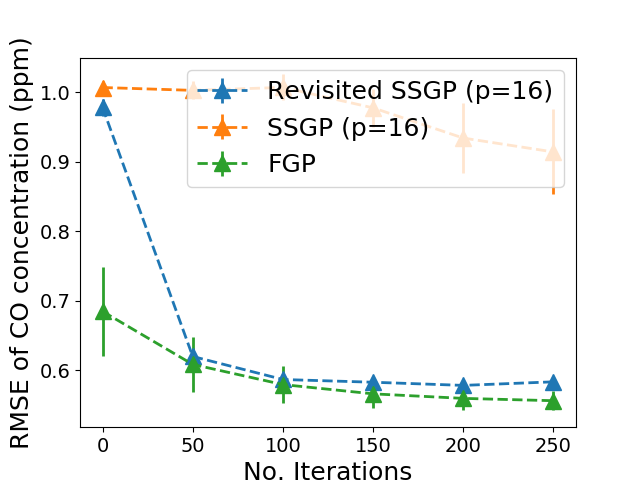 RMSE of CO concentration (ppm)
1.0
0.9
0.8
0.7
0.6
Revisited SSGP (p=16)
SSGP (p=16)
FGP
0 50 100 150 200 250
No. Iterations